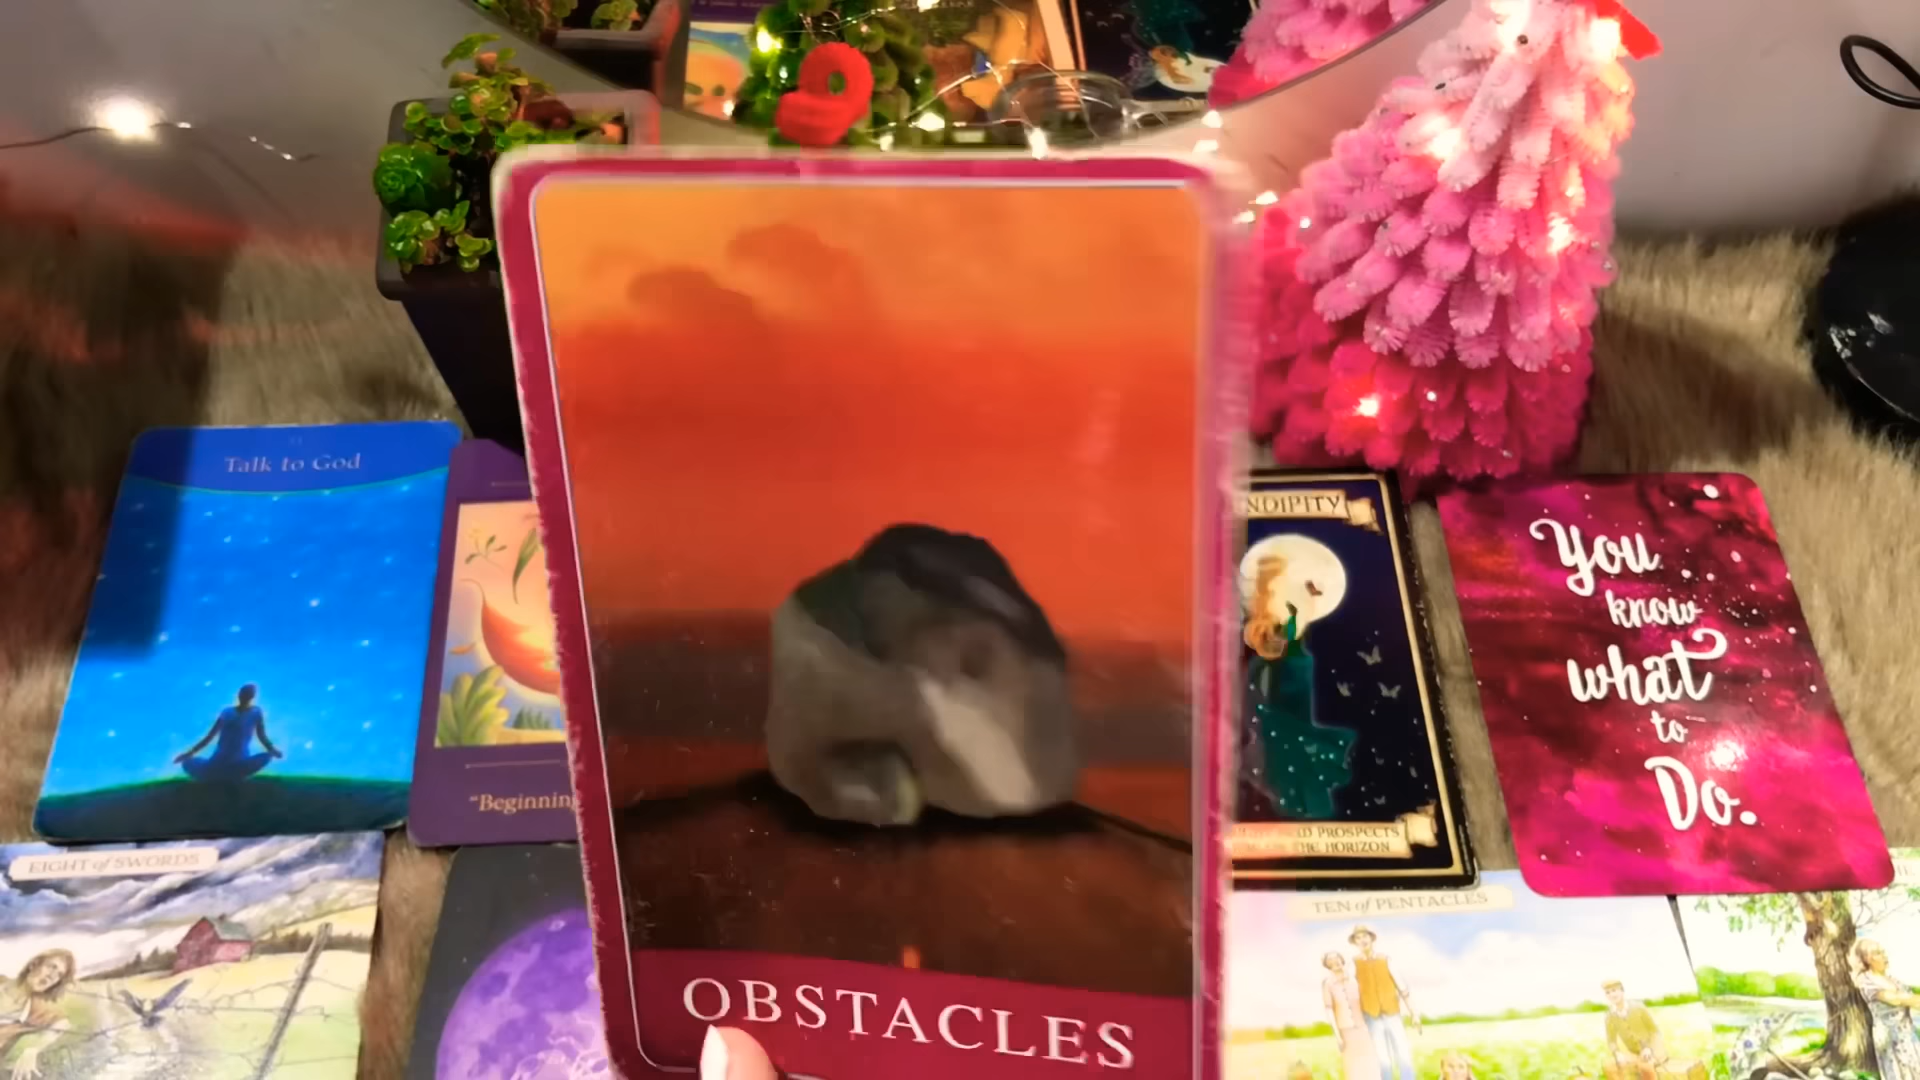 Talk to God
"Beginnin
OBSTACLES
NDIPITY
PROSPECTS
THE HORIZON
You
know
what
to
Do.
EIGHT of SWORDS
TEN of PENTACLES